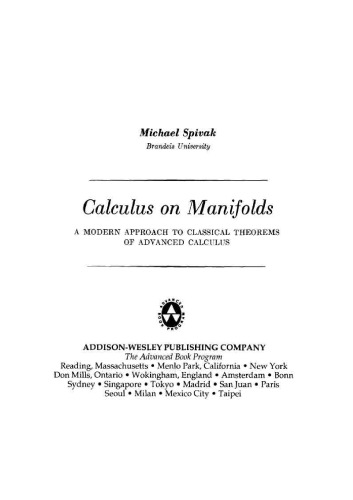 Michael Spivak
Brandeis University
Calculus on Manifolds
A MODERN APPROACH TO CLASSICAL THEOREMS
OF ADVANCED CALCULUS
ADDISON-WESLEY PUBLISHING COMPANY
The Advanced Book Program
Reading, Massachusetts • Menlo Park, California • New York
Don Mills, Ontario • Wokingham, England • Amsterdam • Bonn
Sydney • Singapore • Tokyo • Madrid • San Juan • Paris
Seoul • Milan • Mexico City • Taipei